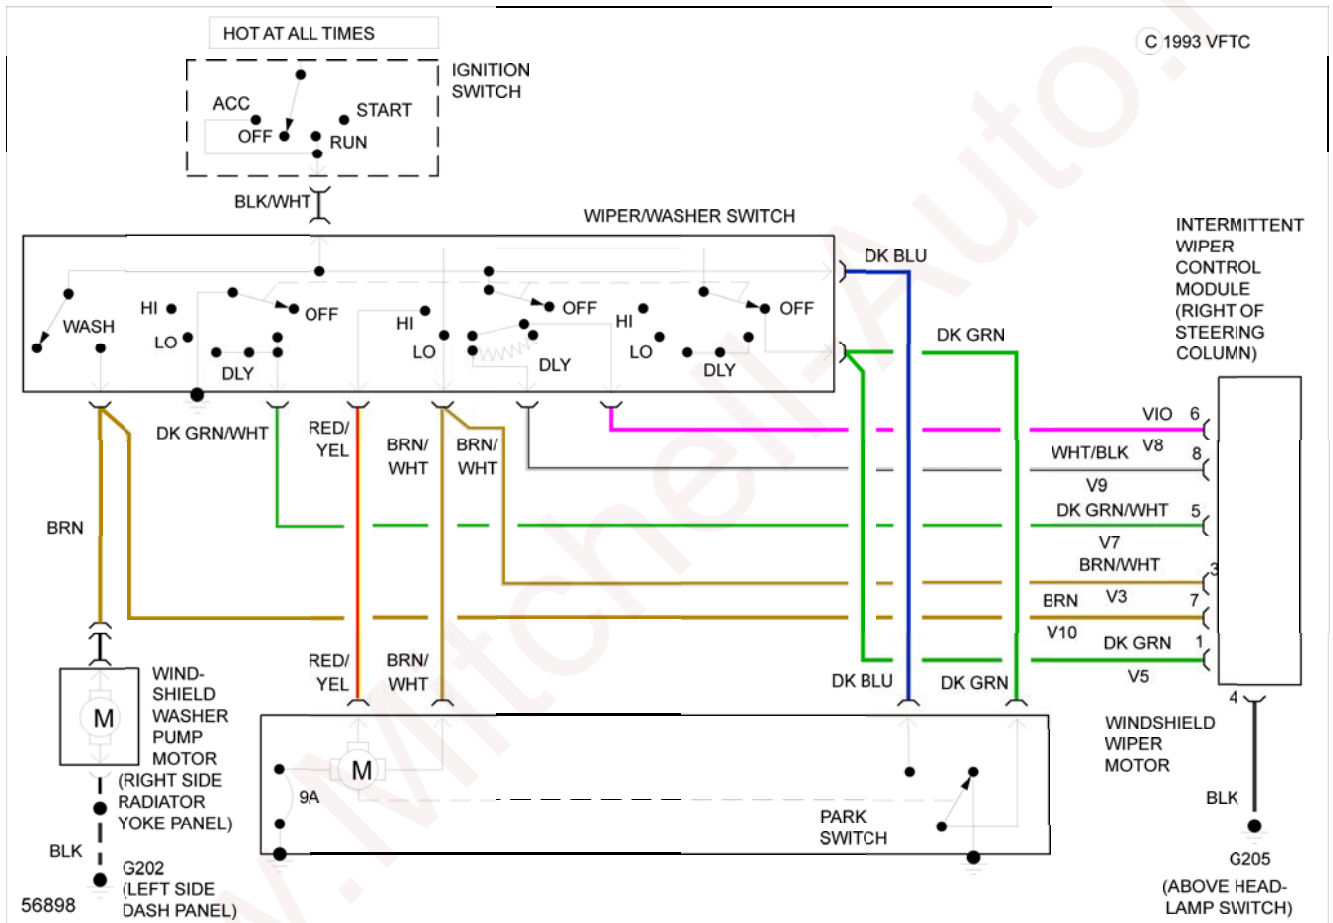 HOT AT ALL TIMES
C 1993 VFTC
IGNITION
SWITCH
ACC
START
OFF
RUN
BLK/WHT
WIPER/WASHER SWITCH
INTERMITTENT
WIPER
CONTROL
MODULE
(RIGHT OF
STEERING
COLUMN)
DK BLU
WASH
HI
LO
OFF
DLY
HI
LO
OFF
DLY
HI
LO
OFF
DLY
DK GRN
DK GRN/WHT
RED/
YEL
BRN/
WHT
BRN/
WHT
VIO 6
V8
WHT/BLK 8
V9
DK GRN/WHT 5
V7
BRN/WHT 3
V3
BRN 7
V10
DK GRN 1
V5
BRN
RED/
YEL
BRN/
WHT
DK BLU
DK GRN
4
WIND-
SHIELD
WASHER
PUMP
MOTOR
(RIGHT SIDE
RADIATOR
YOKE PANEL)
M
M
9A
PARK
SWITCH
WINDSHIELD
WIPER
MOTOR
BLK
BLK
G202
(LEFT SIDE
DASH PANEL)
G205
(ABOVE HEAD-
LAMP SWITCH)
56898
w.Mitchell-Auto.r